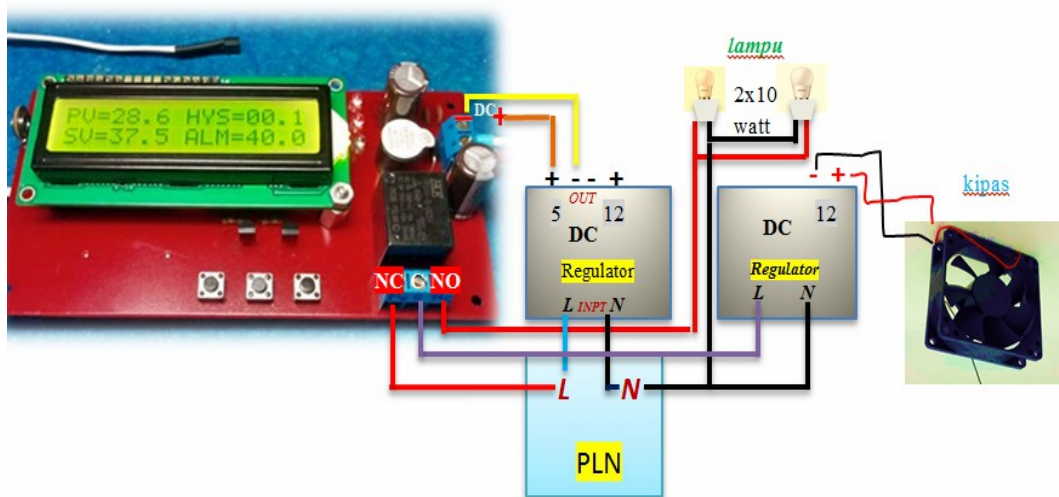 PV=28.6 HYS=00.1
SV=37.5 ALM=40.0
- DC +
NC C NO
+ - - +
5 OUT 12
DC
Regulator
L INPT N
lampu
2x10
watt
- +
12
DC
Regulator
L N
kipas
L N
PLN